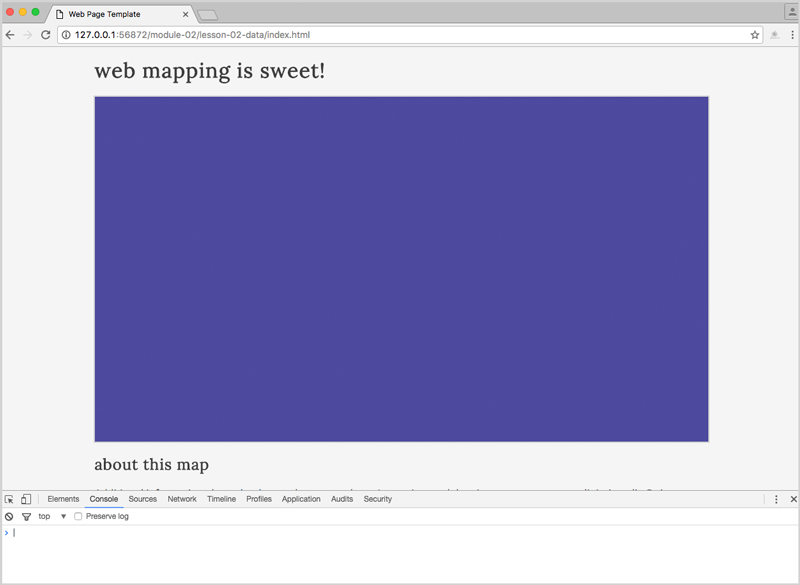 Web Page Template
127.0.0.1:56872/module-02/lesson-02-data/index.html
web mapping is sweet!
about this map
Elements Console Sources Network Timeline Profiles Application Audits Security
top Preserve log